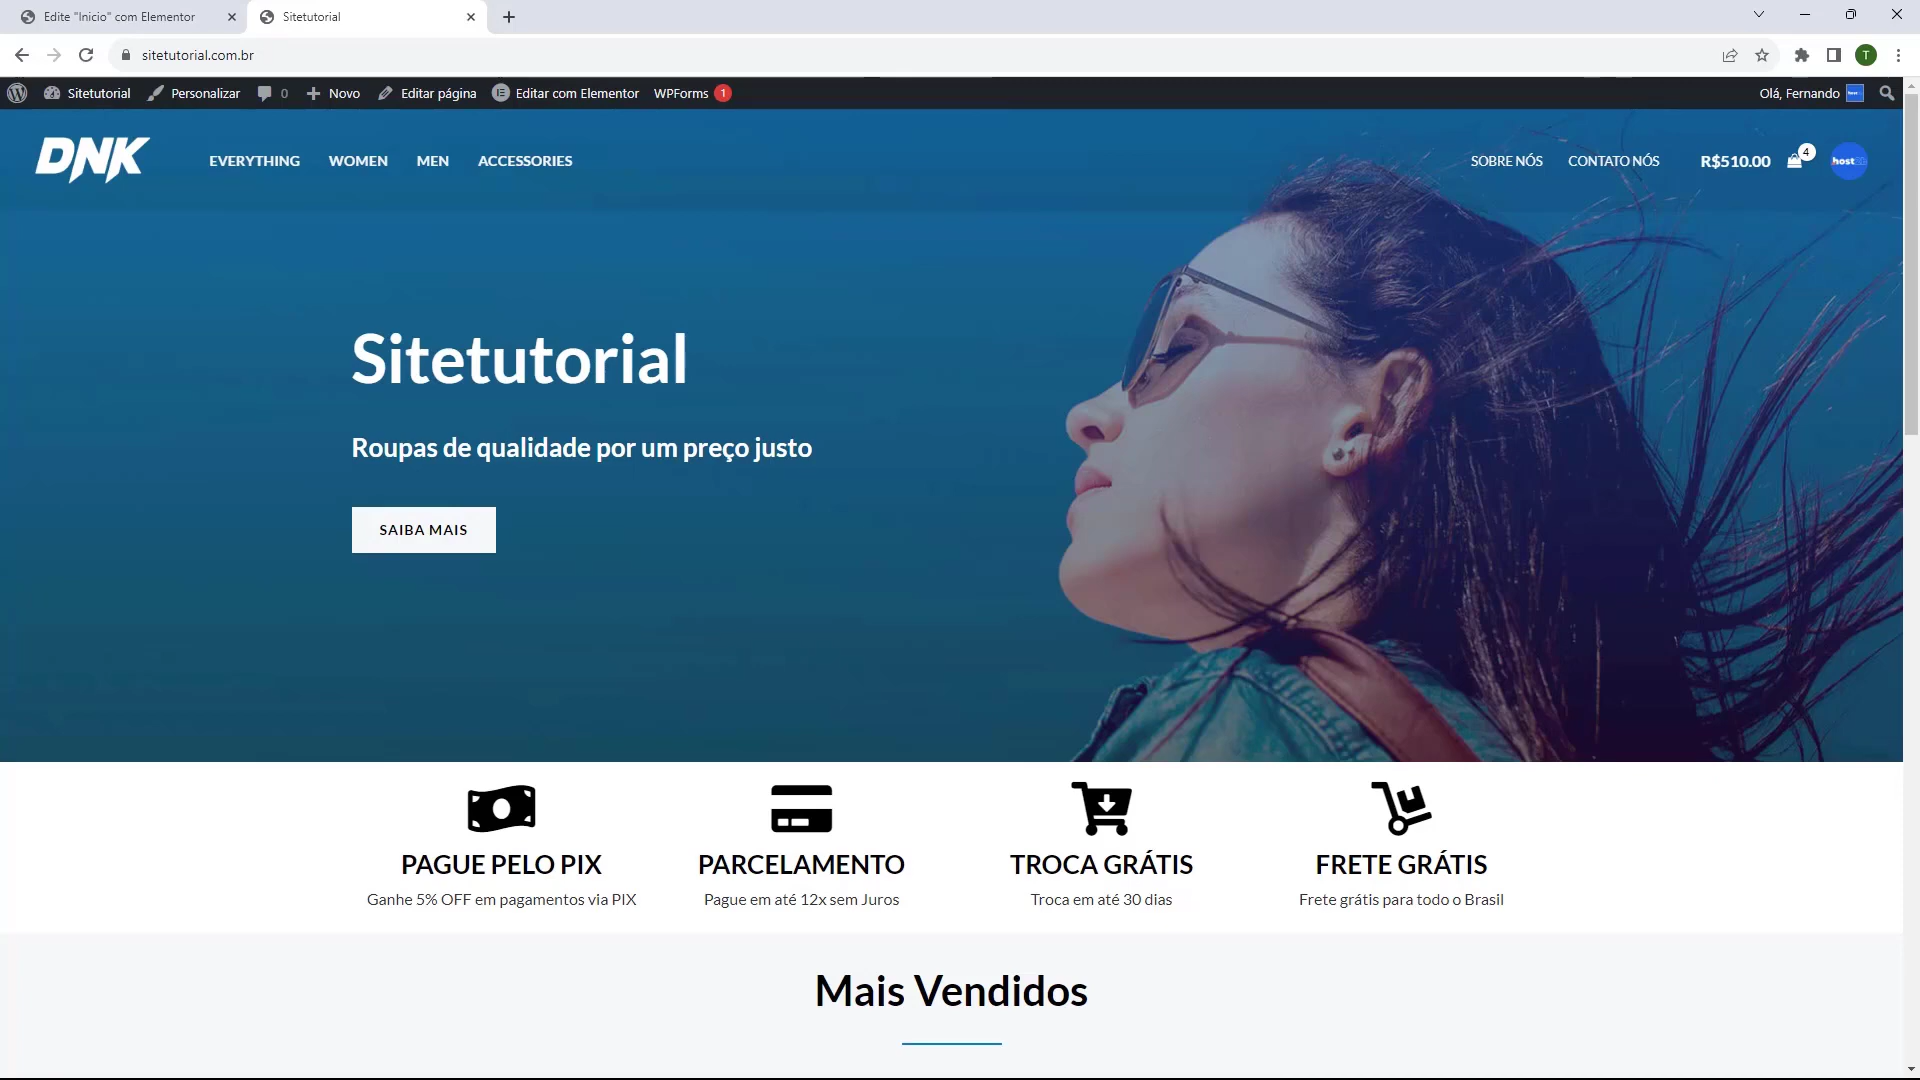 Edite "Inicio" com Elementor
Sitetutorial
sitetutorial.com.br
T
Sitetutorial
Personalizar
0
Novo
Editar página
Editar com Elementor
WPForms 1
Olá, Fernando
DNK
EVERYTHING
WOMEN
MEN
ACCESSORIES
SOBRE NÓS
CONTATO NÓS
R$510.00
4
Sitetutorial
Roupas de qualidade por um preço justo
SAIBA MAIS
PAGUE PELO PIX
Ganhe 5% OFF em pagamentos via PIX
PARCELAMENTO
Pague em até 12x sem Juros
TROCA GRÁTIS
Troca em até 30 dias
FRETE GRÁTIS
Frete grátis para todo o Brasil
Mais Vendidos